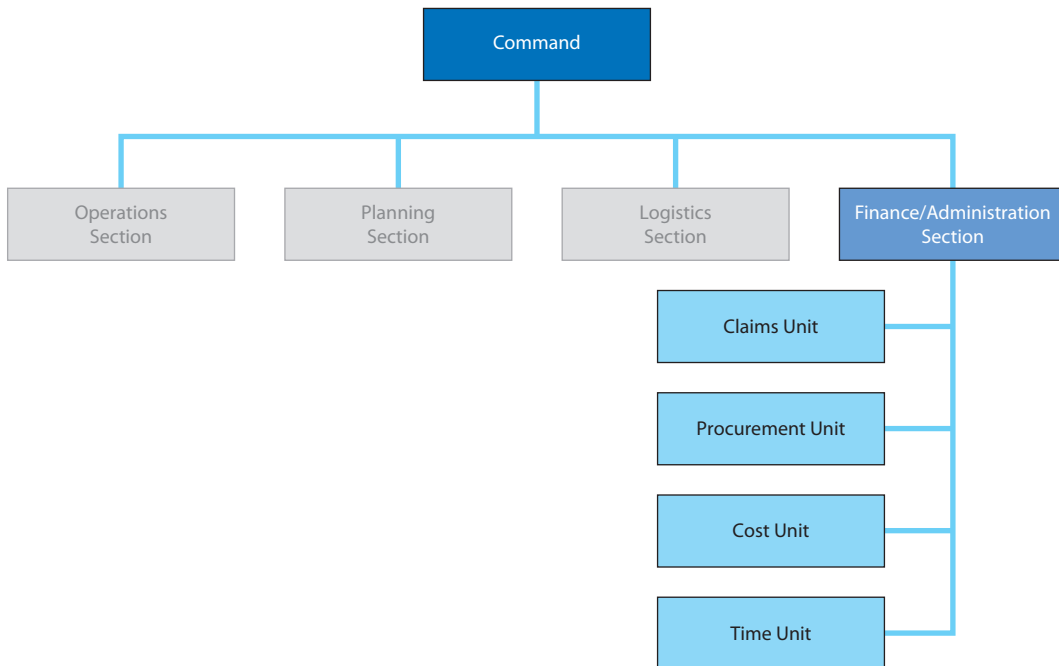 Command
Operations
Section
Planning
Section
Logistics
Section
Finance/Administration
Section
Claims Unit
Procurement Unit
Cost Unit
Time Unit